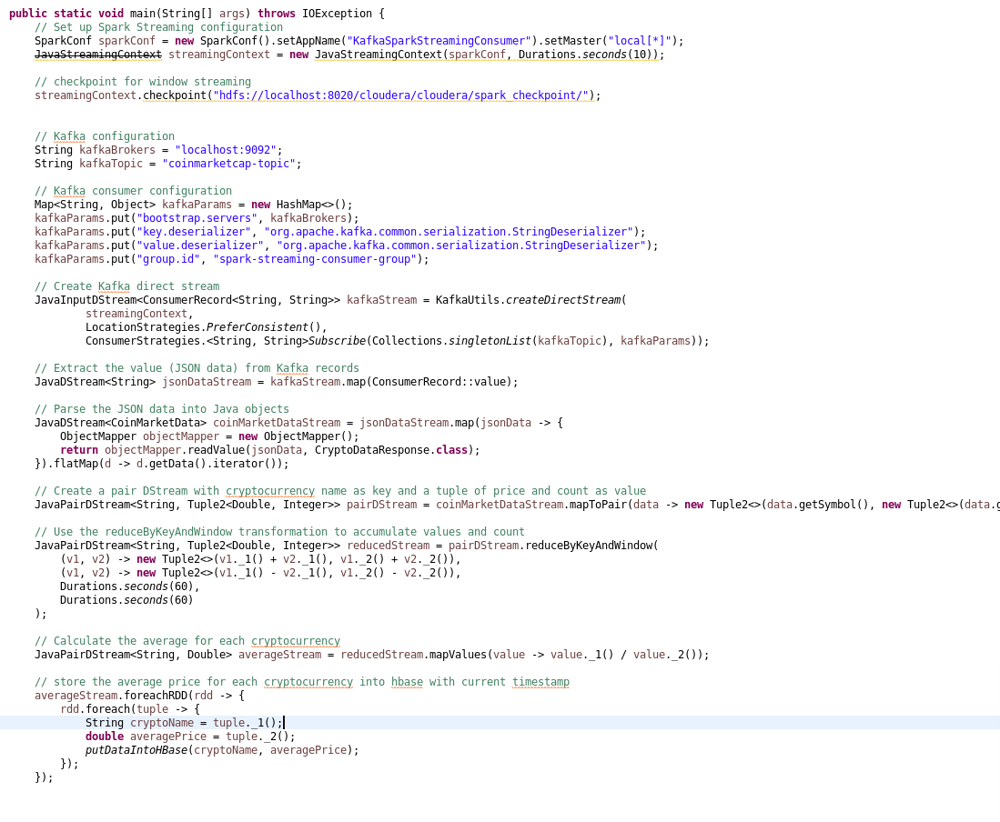 public static void main(String[] args) throws IOException {
    // Set up Spark Streaming configuration
    SparkConf sparkConf = new SparkConf().setAppName("KafkaSparkStreamingConsumer").setMaster("local[*]");
    JavaStreamingContext streamingContext = new JavaStreamingContext(sparkConf, Durations.seconds(10));

    // checkpoint for window streaming
    streamingContext.checkpoint("hdfs://localhost:8020/cloudera/cloudera/spark_checkpoint/");


    // Kafka configuration
    String kafkaBrokers = "localhost:9092";
    String kafkaTopic = "coinmarketcap-topic";

    // Kafka consumer configuration
    Map<String, Object> kafkaParams = new HashMap<>();
    kafkaParams.put("bootstrap.servers", kafkaBrokers);
    kafkaParams.put("key.deserializer", "org.apache.kafka.common.serialization.StringDeserializer");
    kafkaParams.put("value.deserializer", "org.apache.kafka.common.serialization.StringDeserializer");
    kafkaParams.put("group.id", "spark-streaming-consumer-group");

    // Create Kafka direct stream
    JavaInputDStream<ConsumerRecord<String, String>> kafkaStream = KafkaUtils.createDirectStream(
            streamingContext,
            LocationStrategies.PreferConsistent(),
            ConsumerStrategies.<String, String>Subscribe(Collections.singletonList(kafkaTopic), kafkaParams));

    // Extract the value (JSON data) from Kafka records
    JavaDStream<String> jsonDataStream = kafkaStream.map(ConsumerRecord::value);

    // Parse the JSON data into Java objects
    JavaDStream<CoinMarketData> coinMarketDataStream = jsonDataStream.map(jsonData -> {
        ObjectMapper objectMapper = new ObjectMapper();
        return objectMapper.readValue(jsonData, CryptoDataResponse.class);
    }).flatMap(d -> d.getData().iterator());

    // Create a pair DStream with cryptocurrency name as key and a tuple of price and count as value
    JavaPairDStream<String, Tuple2<Double, Integer>> pairDStream = coinMarketDataStream.mapToPair(data -> new Tuple2<>(data.getSymbol(), new Tuple2<>(data.g

    // Use the reduceByKeyAndWindow transformation to accumulate values and count
    JavaPairDStream<String, Tuple2<Double, Integer>> reducedStream = pairDStream.reduceByKeyAndWindow(
        (v1, v2) -> new Tuple2<>(v1._1() + v2._1(), v1._2() + v2._2()),
        (v1, v2) -> new Tuple2<>(v1._1() - v2._1(), v1._2() - v2._2()),
        Durations.seconds(60),
        Durations.seconds(60)
    );

    // Calculate the average for each cryptocurrency
    JavaPairDStream<String, Double> averageStream = reducedStream.mapValues(value -> value._1() / value._2());

    // store the average price for each cryptocurrency into hbase with current timestamp
    averageStream.foreachRDD(rdd -> {
        rdd.foreach(tuple -> {
            String cryptoName = tuple._1();
            double averagePrice = tuple._2();
            putDataIntoHBase(cryptoName, averagePrice);
        });
    });